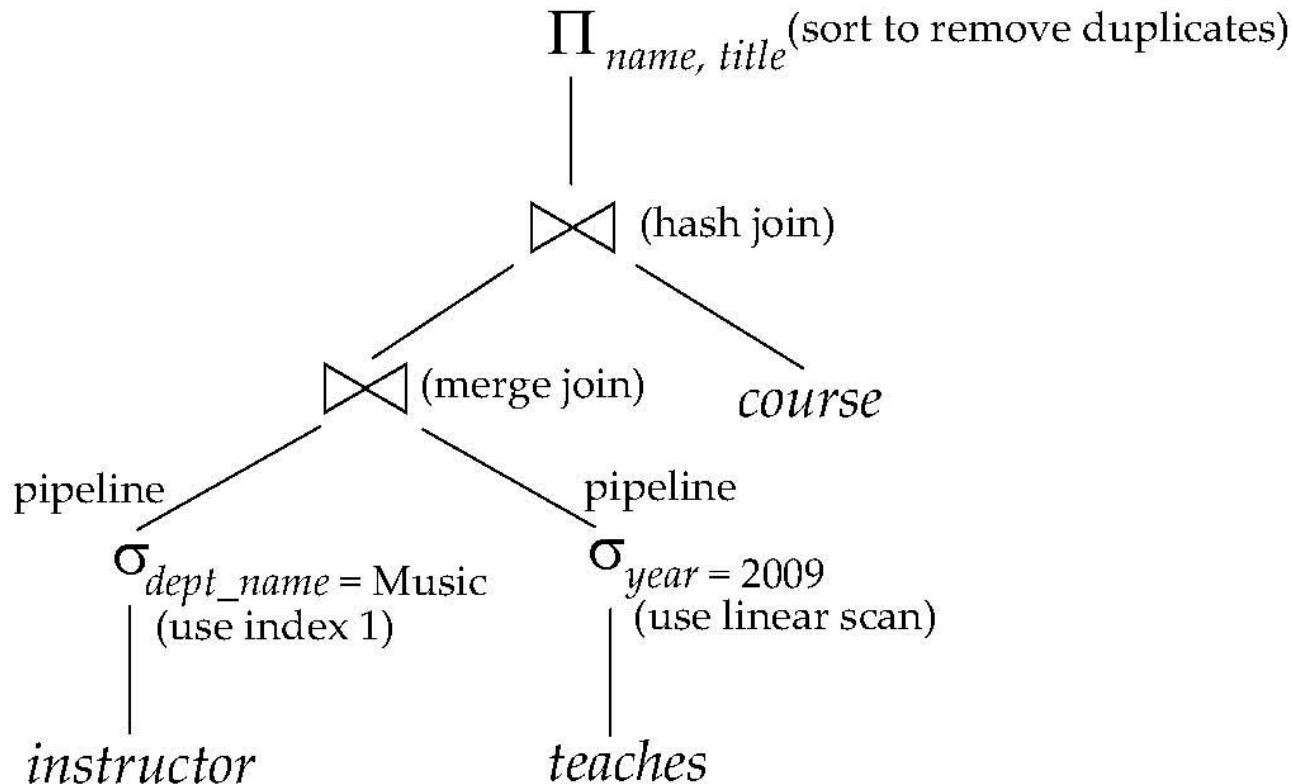 Π name, title (sort to remove duplicates)
(hash join)
(merge join)
course
pipeline
pipeline
σ dept_name = Music
σ year = 2009
(use index 1)
(use linear scan)
instructor
teaches